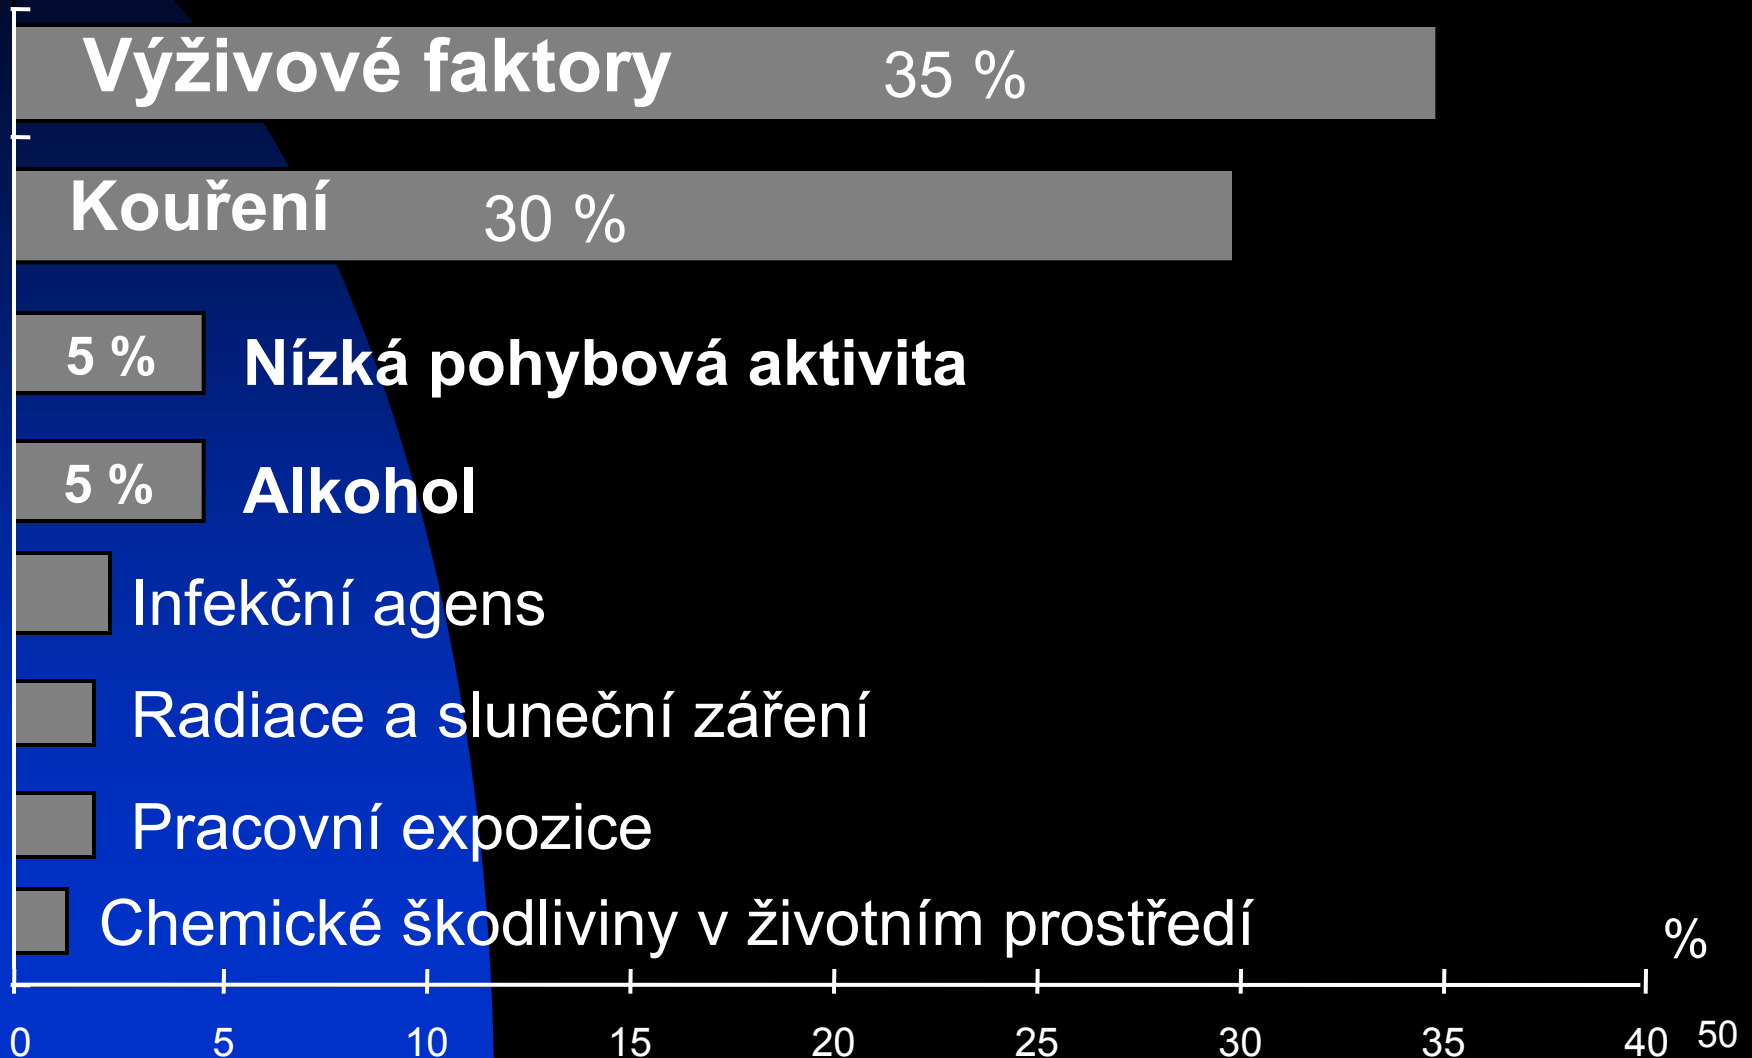 Výživové faktory 35 %
Kouření 30 %
5 % Nízká pohybová aktivita
5 % Alkohol
Infekční agens
Radiace a sluneční záření
Pracovní expozice
Chemické škodliviny v životním prostředí %
0 5 10 15 20 25 30 35 40 50